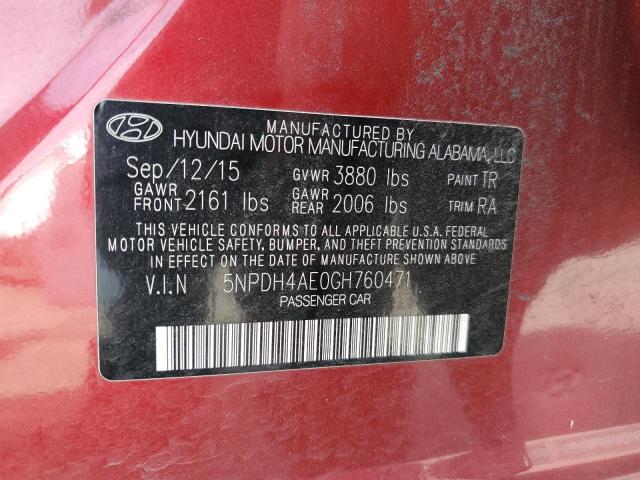 MANUFACTURED BY
HYUNDAI MOTOR MANUFACTURING ALABAMA, LLC
Sep/12/15 GVWR 3880 lbs PAINT TR
GAWR FRONT 2161 lbs GAWR REAR 2006 lbs TRIM RA
THIS VEHICLE CONFORMS TO ALL APPLICABLE U.S.A. FEDERAL
MOTOR VEHICLE SAFETY, BUMPER, AND THEFT PREVENTION STANDARDS
IN EFFECT ON THE DATE OF MANUFACTURE SHOWN ABOVE.
V.I.N 5NPDH4AE0GH760471
PASSENGER CAR